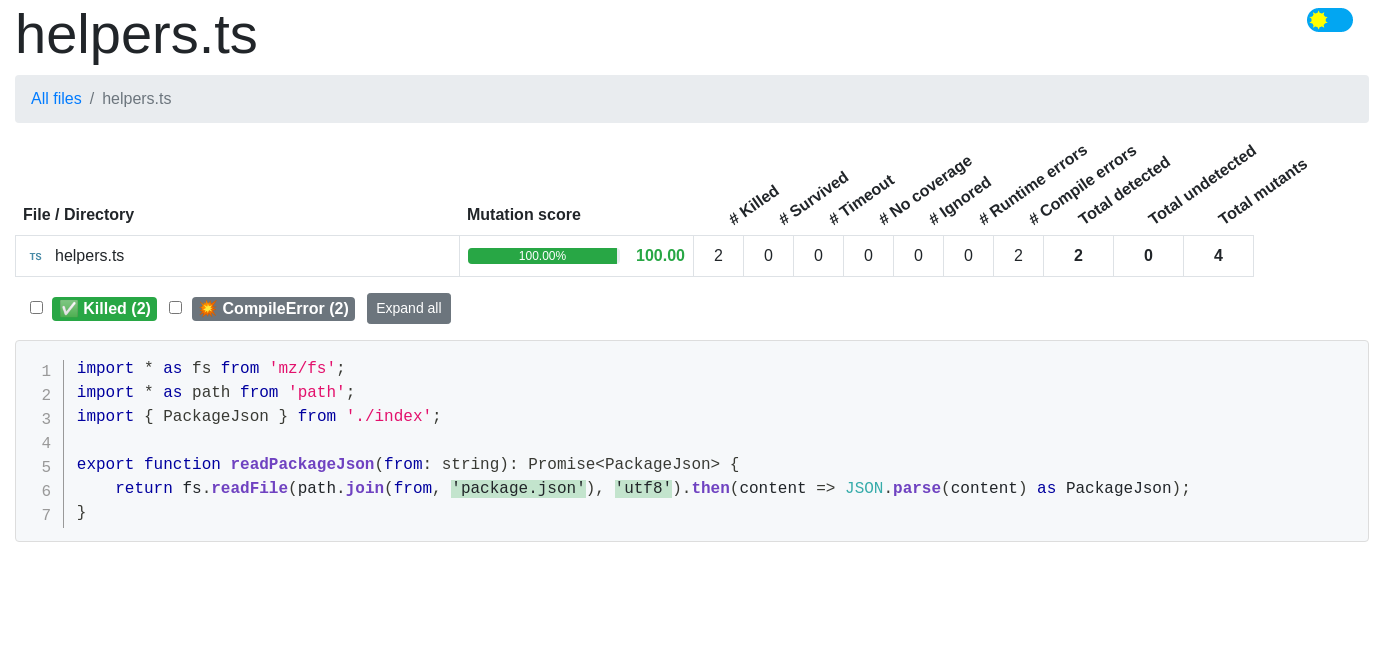 helpers.ts
All files / helpers.ts
File / Directory Mutation score # Killed # Survived # Timeout # No coverage # Ignored # Runtime errors # Compile errors Total detected Total undetected Total mutants
TS helpers.ts 100.00% 100.00 2 0 0 0 0 0 2 2 0 4
✅ Killed (2) 💥 CompileError (2) Expand all
1 import * as fs from 'mz/fs';
2 import * as path from 'path';
3 import { PackageJson } from './index';
4
5 export function readPackageJson(from: string): Promise<PackageJson> {
6     return fs.readFile(path.join(from, 'package.json'), 'utf8').then(content => JSON.parse(content) as PackageJson);
7 }